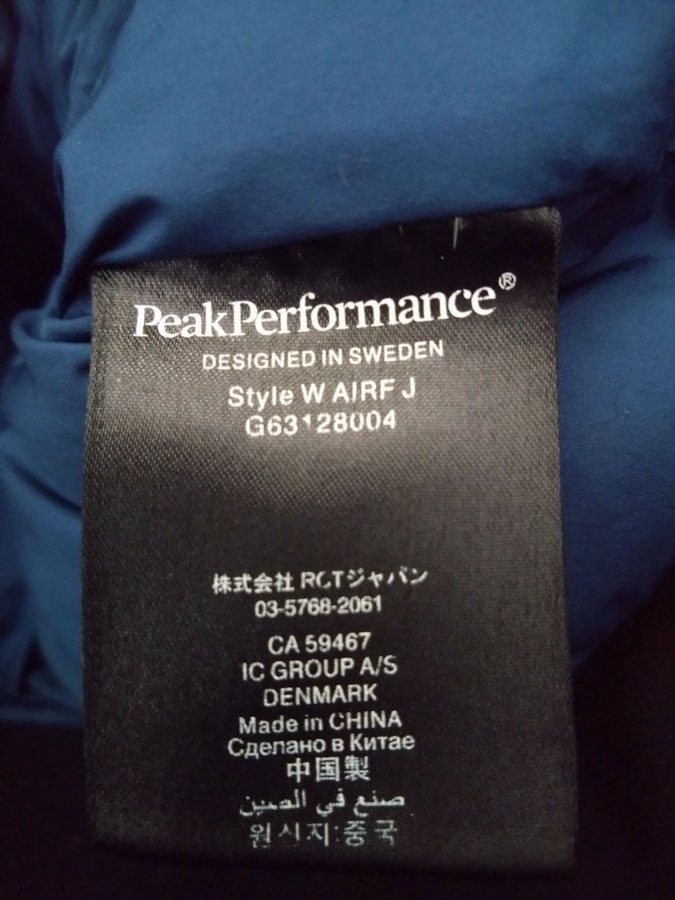 PeakPerformance®
DESIGNED IN SWEDEN
Style W AIRF J
G63128004
株式会社 RCTジャパン
03-5768-2061
CA 59467
IC GROUP A/S
DENMARK
Made in CHINA
Сделано в Китае
中国製
صنع في الصين
원산지:중국